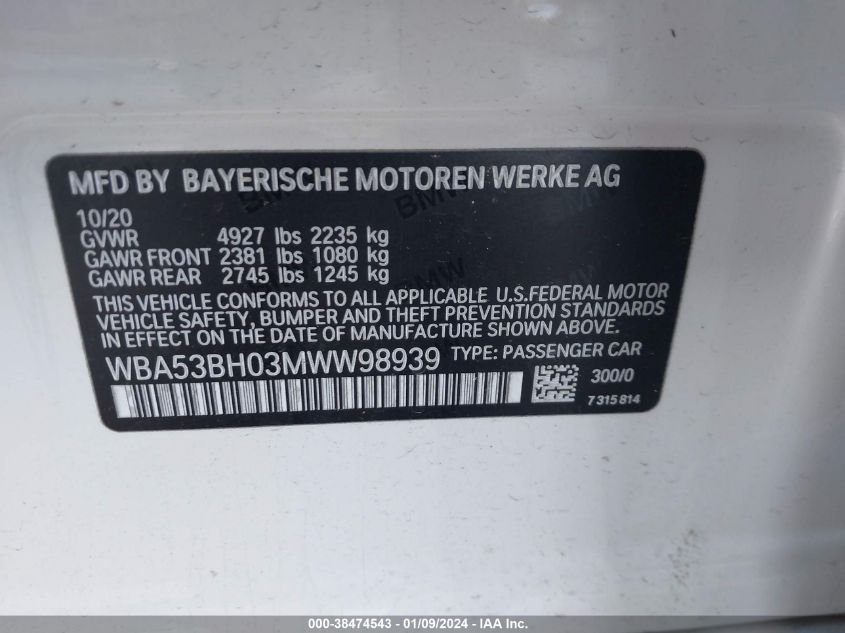 MFD BY BAYERISCHE MOTOREN WERKE AG
10/20
GVWR 4927 lbs 2235 kg
GAWR FRONT 2381 lbs 1080 kg
GAWR REAR 2745 lbs 1245 kg
THIS VEHICLE CONFORMS TO ALL APPLICABLE U.S.FEDERAL MOTOR
VEHICLE SAFETY, BUMPER AND THEFT PREVENTION STANDARDS
IN EFFECT ON THE DATE OF MANUFACTURE SHOWN ABOVE.
WBA53BH03MWW98939 TYPE: PASSENGER CAR
300/0
7 315 814
000-38474543 - 01/09/2024 - IAA Inc.